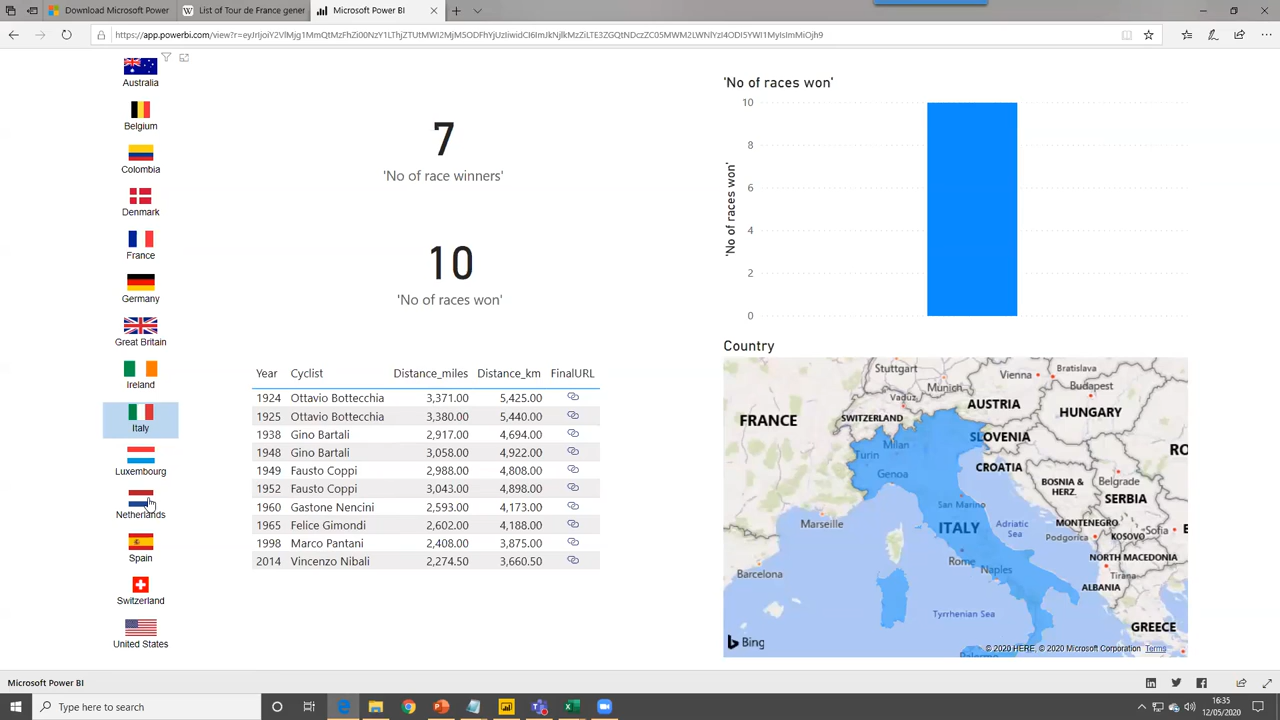 Download Microsoft Power BI
List of Tour de France gener
Microsoft Power BI
Australia
Belgium
Colombia
Denmark
France
Germany
Great Britain
Ireland
Italy
Luxembourg
Netherlands
Spain
Switzerland
United States
7
'No of race winners'
10
'No of races won'
Year Cyclist Distance_miles Distance_km FinalURL
1924 Ottavio Bottecchia 3,371.00 5,425.00
1925 Ottavio Bottecchia 3,380.00 5,440.00
1938 Gino Bartali 2,917.00 4,694.00
1948 Gino Bartali 3,058.00 4,922.00
1949 Fausto Coppi 2,988.00 4,808.00
1952 Fausto Coppi 3,043.00 4,898.00
1960 Gastone Nencini 2,593.00 4,173.00
1965 Felice Gimondi 2,602.00 4,188.00
1998 Marco Pantani 2,408.00 3,875.00
2014 Vincenzo Nibali 2,274.50 3,660.50
'No of races won'
'No of races won'
10
8
6
4
2
0
Country
Stuttgart
Vienna
Bratislava
Munich
Budapest
Vaduz
AUSTRIA
FRANCE
SWITZERLAND
HUNGARY
SLOVENIA
Milan
Turin
CROATIA
Genoa
Belgrade
BOSNIA &
HERZ.
SERBIA
San Marino
Marseille
ITALY
Adriatic
Sea
MONTENEGRO
Podgorica
Sofia
KOSOVO
NORTH MACEDONIA
Barcelona
Rome
Naples
Tirana
ALBANIA
Tyrrhenian Sea
GREECE
Bing
© 2020 HERE, © 2020 Microsoft Corporation Terms
Palermo
Microsoft Power BI
Type here to search
16:35
12/05/2020